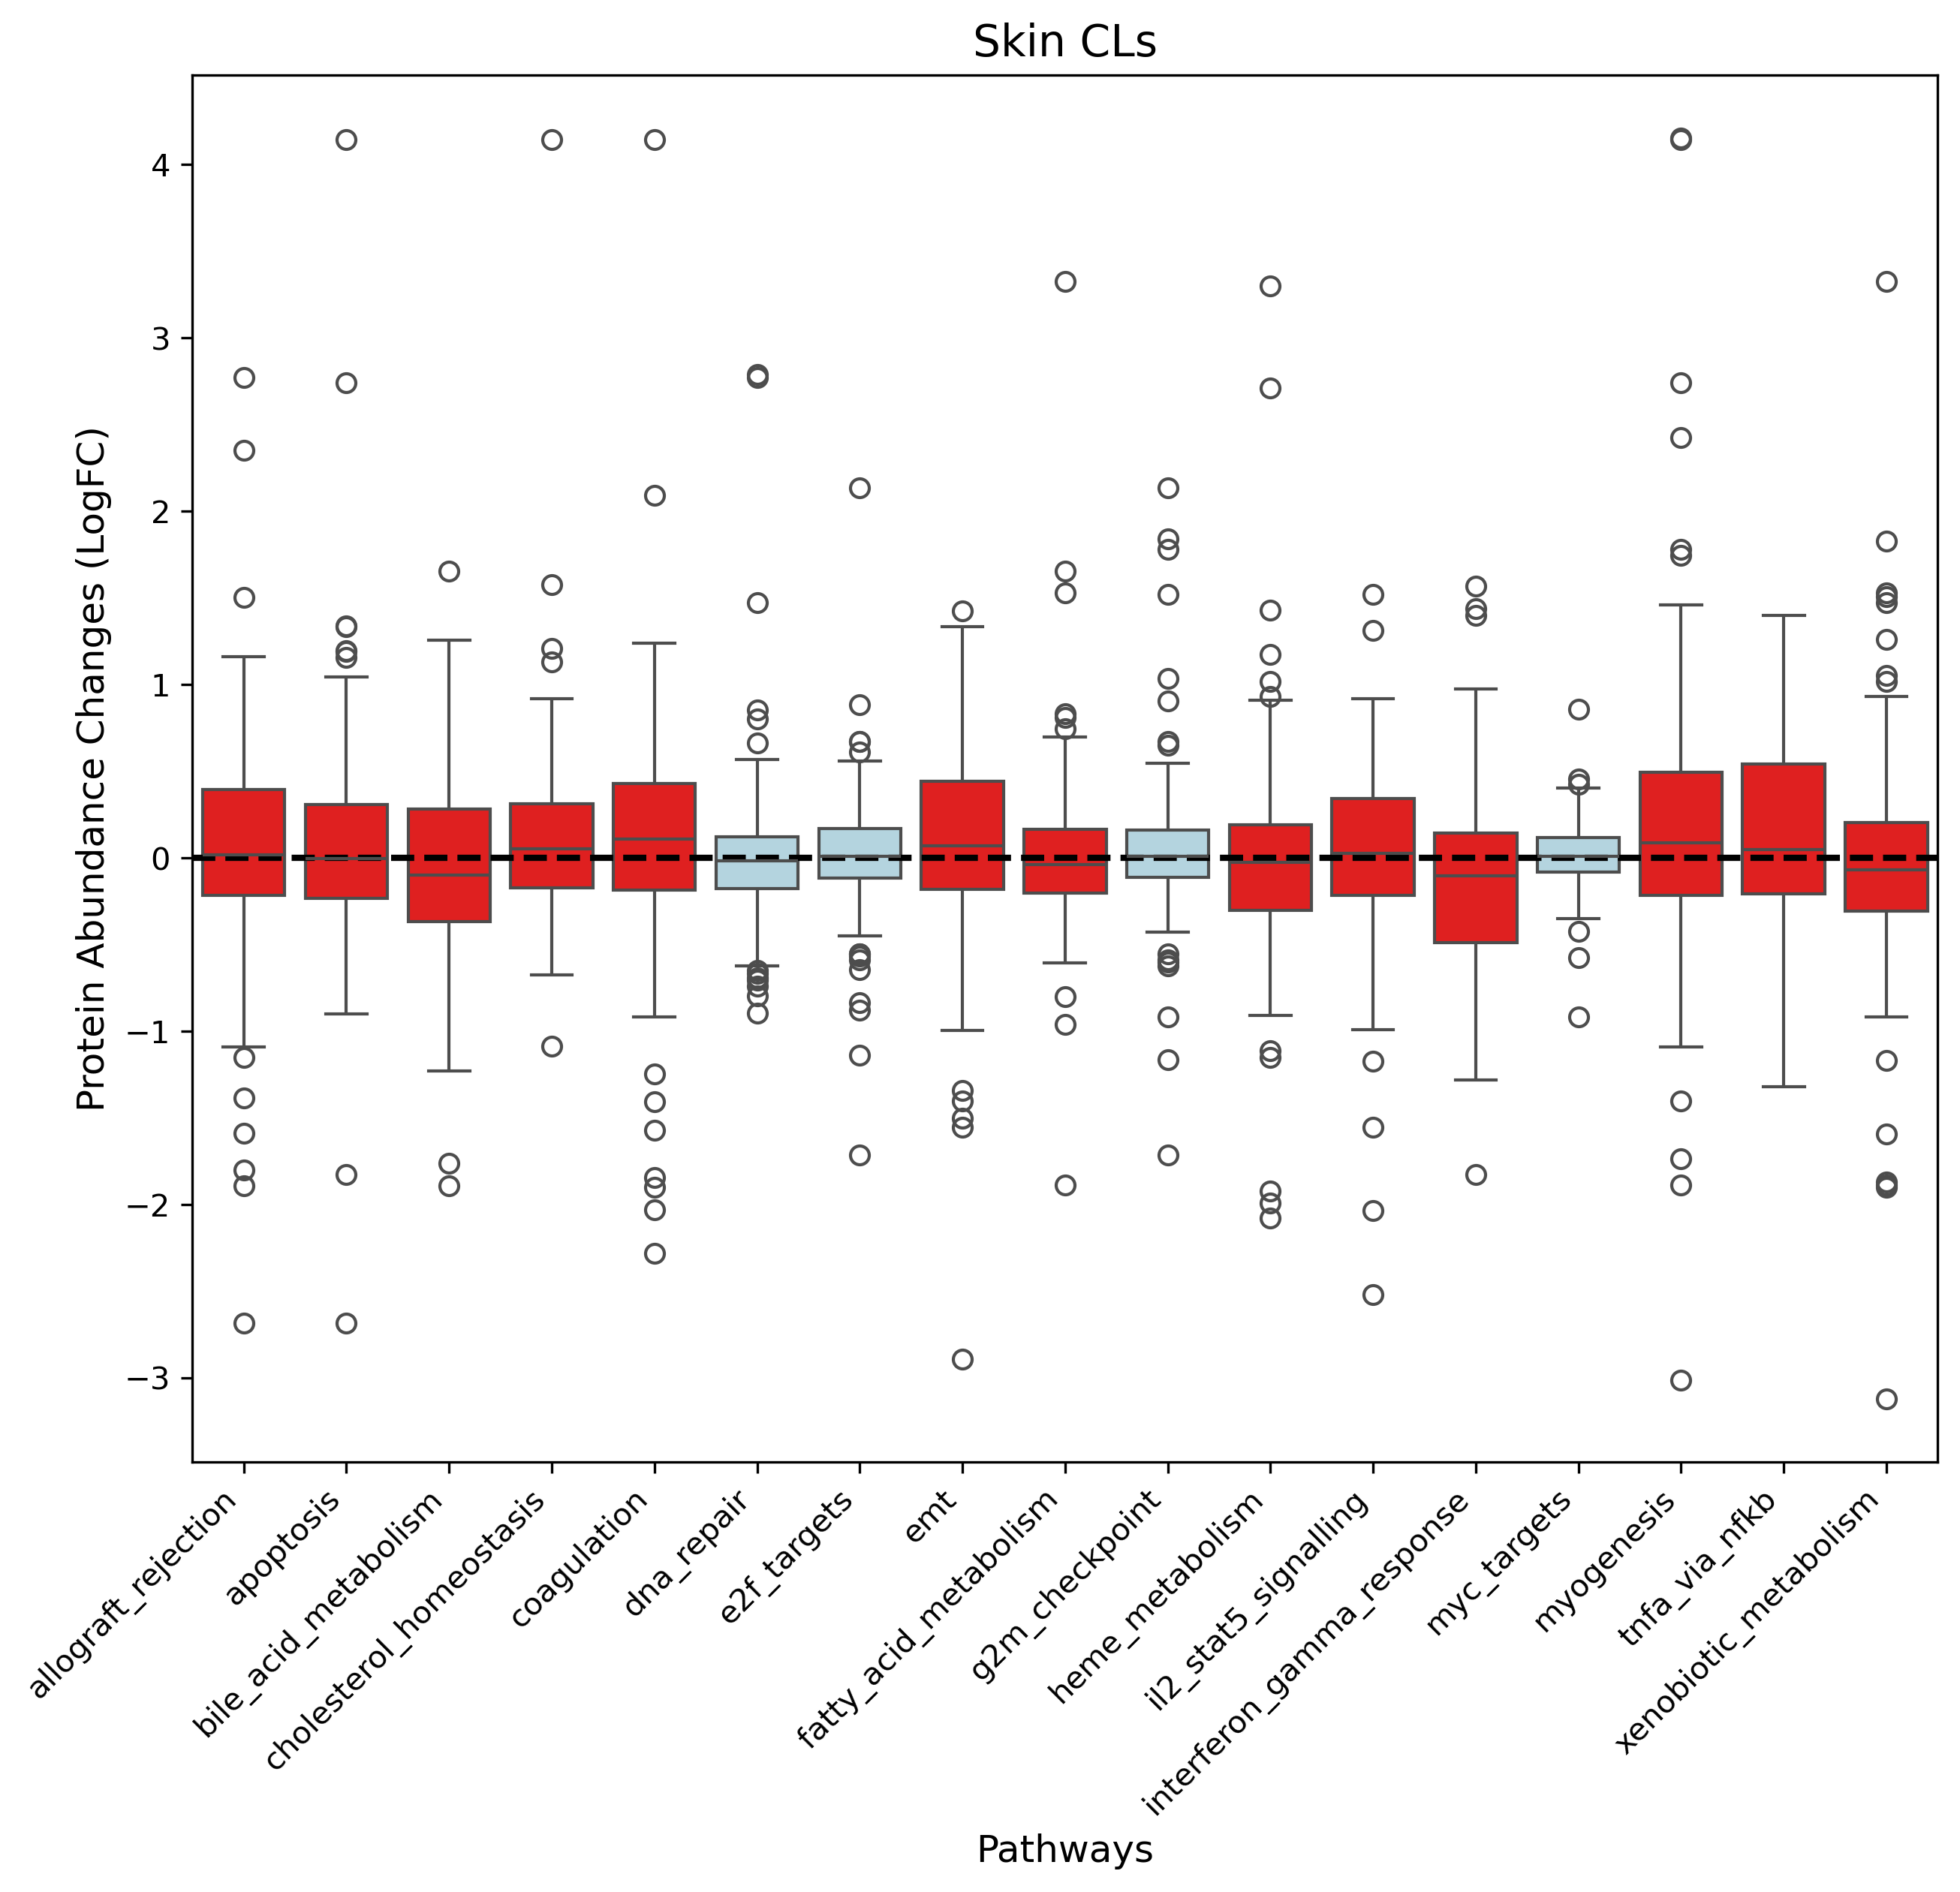 Skin CLs
Protein Abundance Changes (LogFC)
4
3
2
1
0
−1
−2
−3
allograft_rejection
apoptosis
bile_acid_metabolism
cholesterol_homeostasis
coagulation
dna_repair
e2f_targets
emt
fatty_acid_metabolism
g2m_checkpoint
heme_metabolism
il2_stat5_signalling
interferon_gamma_response
myc_targets
myogenesis
tnfa_via_nfkb
xenobiotic_metabolism
Pathways